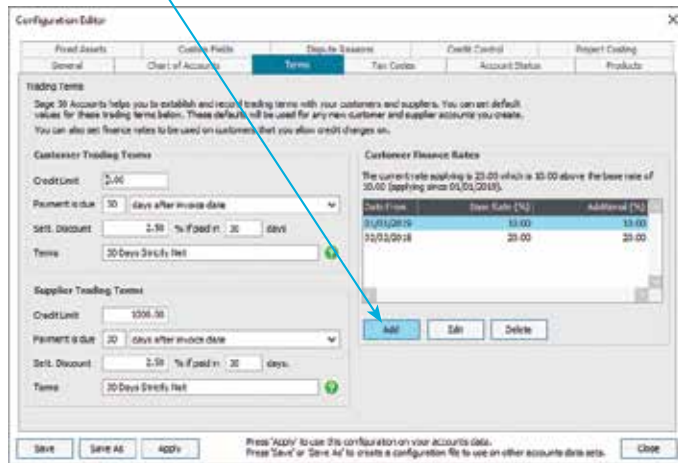 Configuration Editor
Fixed Assets Custom Fields Dispute Reasons Credit Control Project Costing
General Chart of Accounts Terms Tax Codes Account Status Products
Trading Terms
Sage 50 Accounts helps you to establish and record trading terms with your customers and suppliers. You can set default
values for these trading terms below. These defaults will be used for any new customer and supplier accounts you create.
You can also set finance rates to be used on customers that you allow credit charges on.
Customer Trading Terms
Credit Limit
Payment is due 30 days after invoice date
Sett. Discount 2.50 % if paid in days
Terms 30 Days Strictly Net
Supplier Trading Terms
Credit Limit 1000.00
Payment is due 30 days after invoice date
Sett. Discount 2.50 % if paid in days.
Terms 30 Days Strictly Net
Customer Finance Rates
The current rate applying is 20.00 which is 10.00 above the base rate of
10.00 (applying since 01/01/2019).
Date From Base Rate (%) Additional (%)
01/01/2019 10.00 10.00
20.00 20.00
Add Edit Delete
Save Save As Apply
Press 'Apply' to use this configuration on your accounts data.
Press 'Save' or 'Save As' to create a configuration file to use on other accounts data sets.
Close